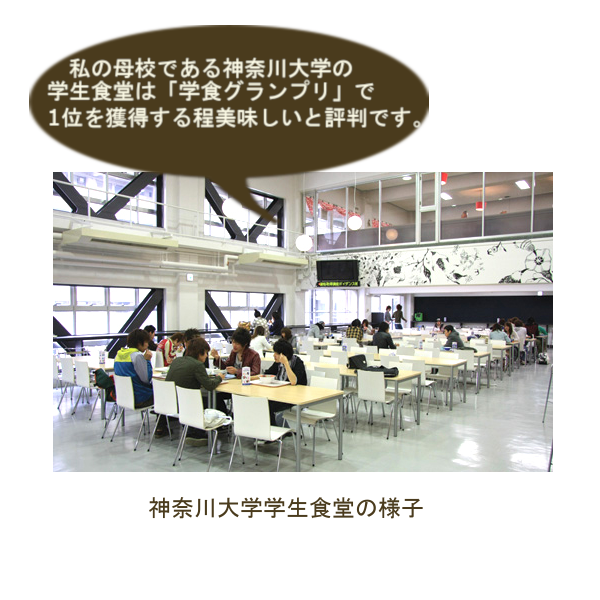 私の母校である神奈川大学の
学生食堂は「学食グランプリ」で
1位を獲得する程美味しいと評判です。
神奈川大学学生食堂の様子